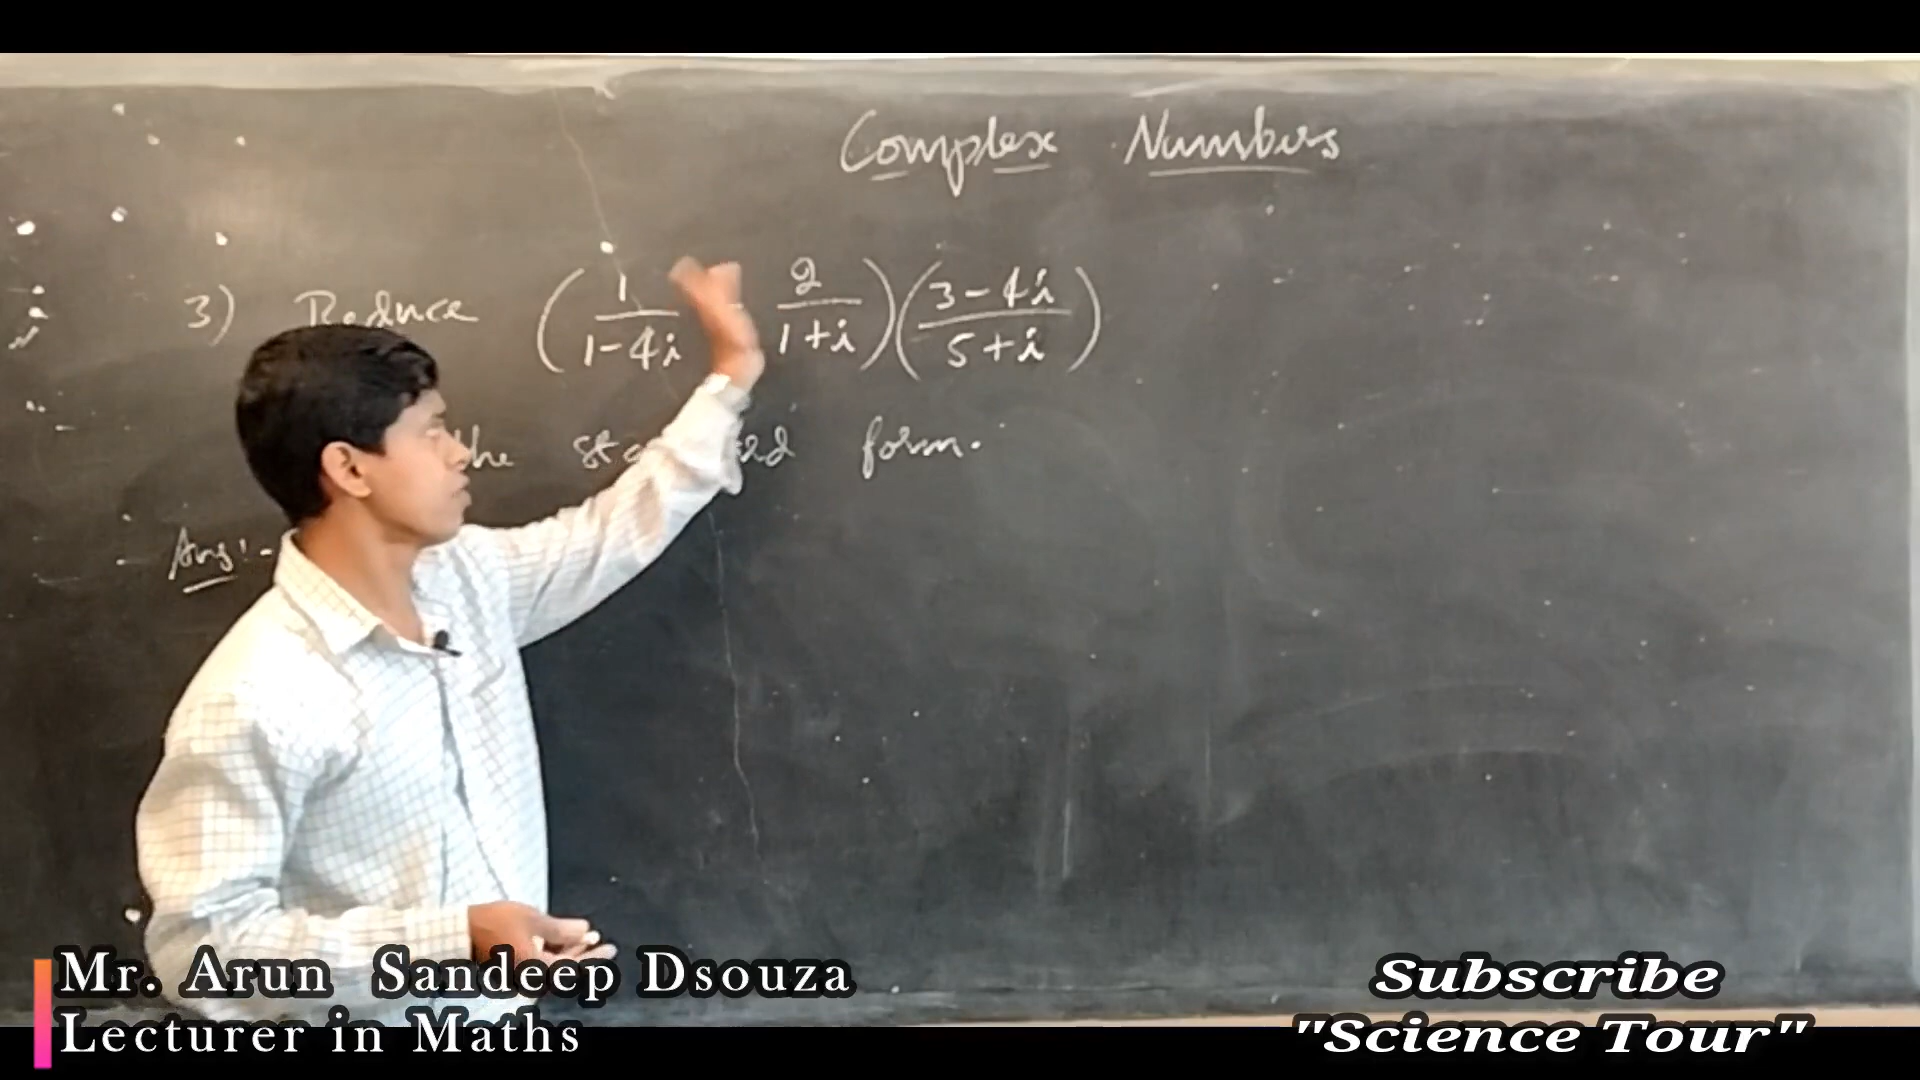 Complex Numbers
3) Reduce (1/1-4i - 2/1+i)(3-4i/5+i)
the form.
Ans:-
Mr. Arun Sandeep Dsouza
Lecturer in Maths
Subscribe
"Science Tour"